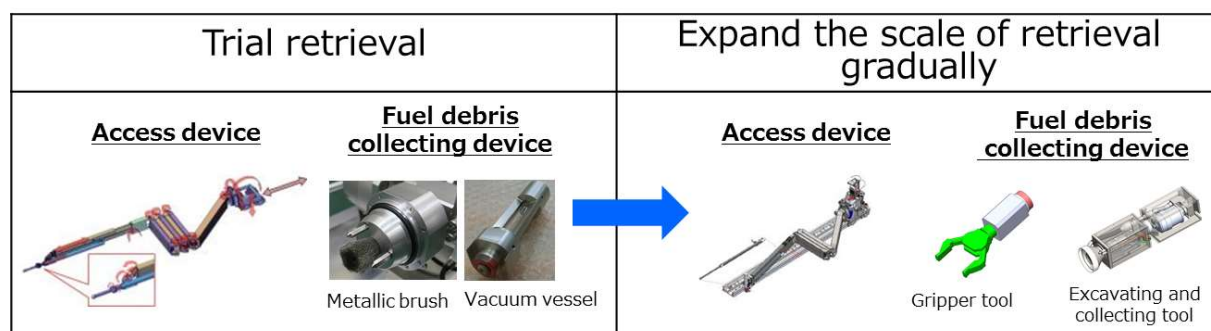 Trial retrieval
Expand the scale of retrieval
gradually
Access device
Fuel debris
collecting device
Metallic brush
Vacuum vessel
Access device
Fuel debris
collecting device
Gripper tool
Excavating and
collecting tool